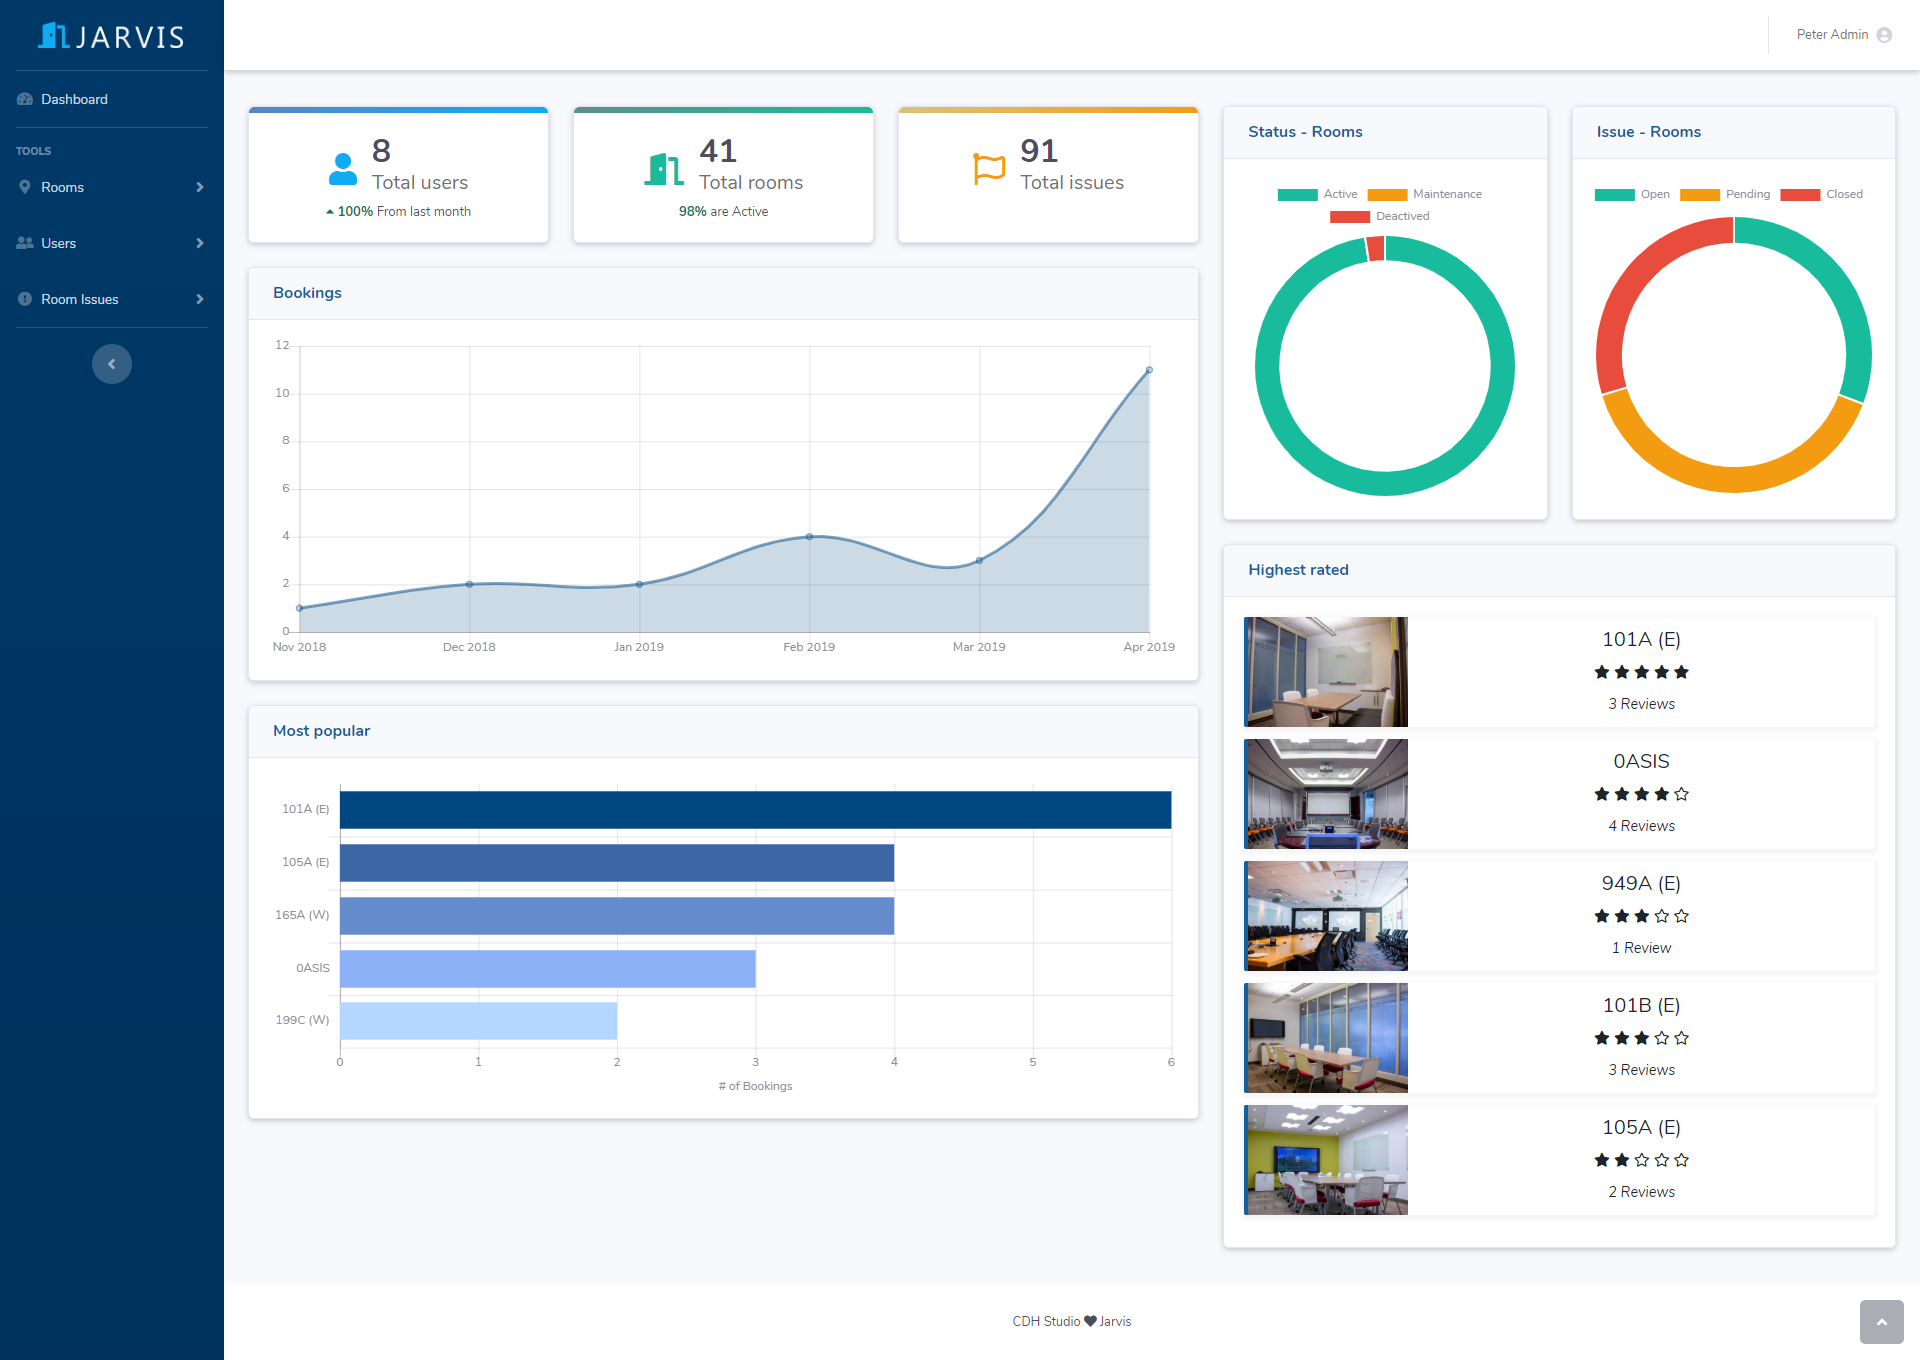 JARVIS
Peter Admin
Dashboard
TOOLS
Rooms
Users
Room Issues
8
Total users
100% From last month
41
Total rooms
98% are Active
91
Total issues
Bookings
12
10
8
6
4
2
0
Nov 2018 Dec 2018 Jan 2019 Feb 2019 Mar 2019 Apr 2019
Most popular
101A (E)
105A (E)
165A (W)
0ASIS
199C (W)
0 1 2 3 4 5 6
# of Bookings
Status - Rooms
Active Maintenance
Deactived
Issue - Rooms
Open Pending Closed
Highest rated
101A (E)
3 Reviews
0ASIS
4 Reviews
949A (E)
1 Review
101B (E)
3 Reviews
105A (E)
2 Reviews
CDH Studio Jarvis